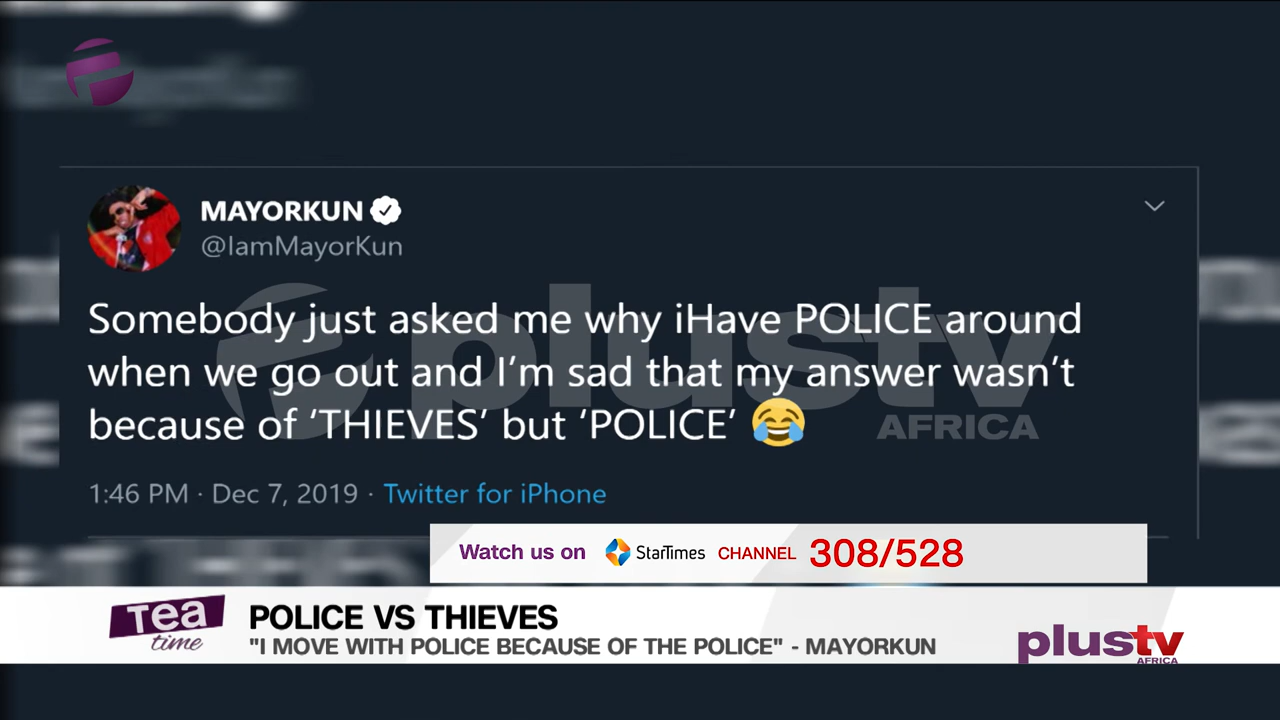 MAYORKUN
@IamMayorKun
Somebody just asked me why iHave POLICE around
when we go out and I’m sad that my answer wasn’t
because of ‘THIEVES’ but ‘POLICE’ 😂
plustv
AFRICA
1:46 PM · Dec 7, 2019 · Twitter for iPhone
Watch us on StarTimes CHANNEL 308/528
Tea
time
POLICE VS THIEVES
"I MOVE WITH POLICE BECAUSE OF THE POLICE" - MAYORKUN
plustv
AFRICA